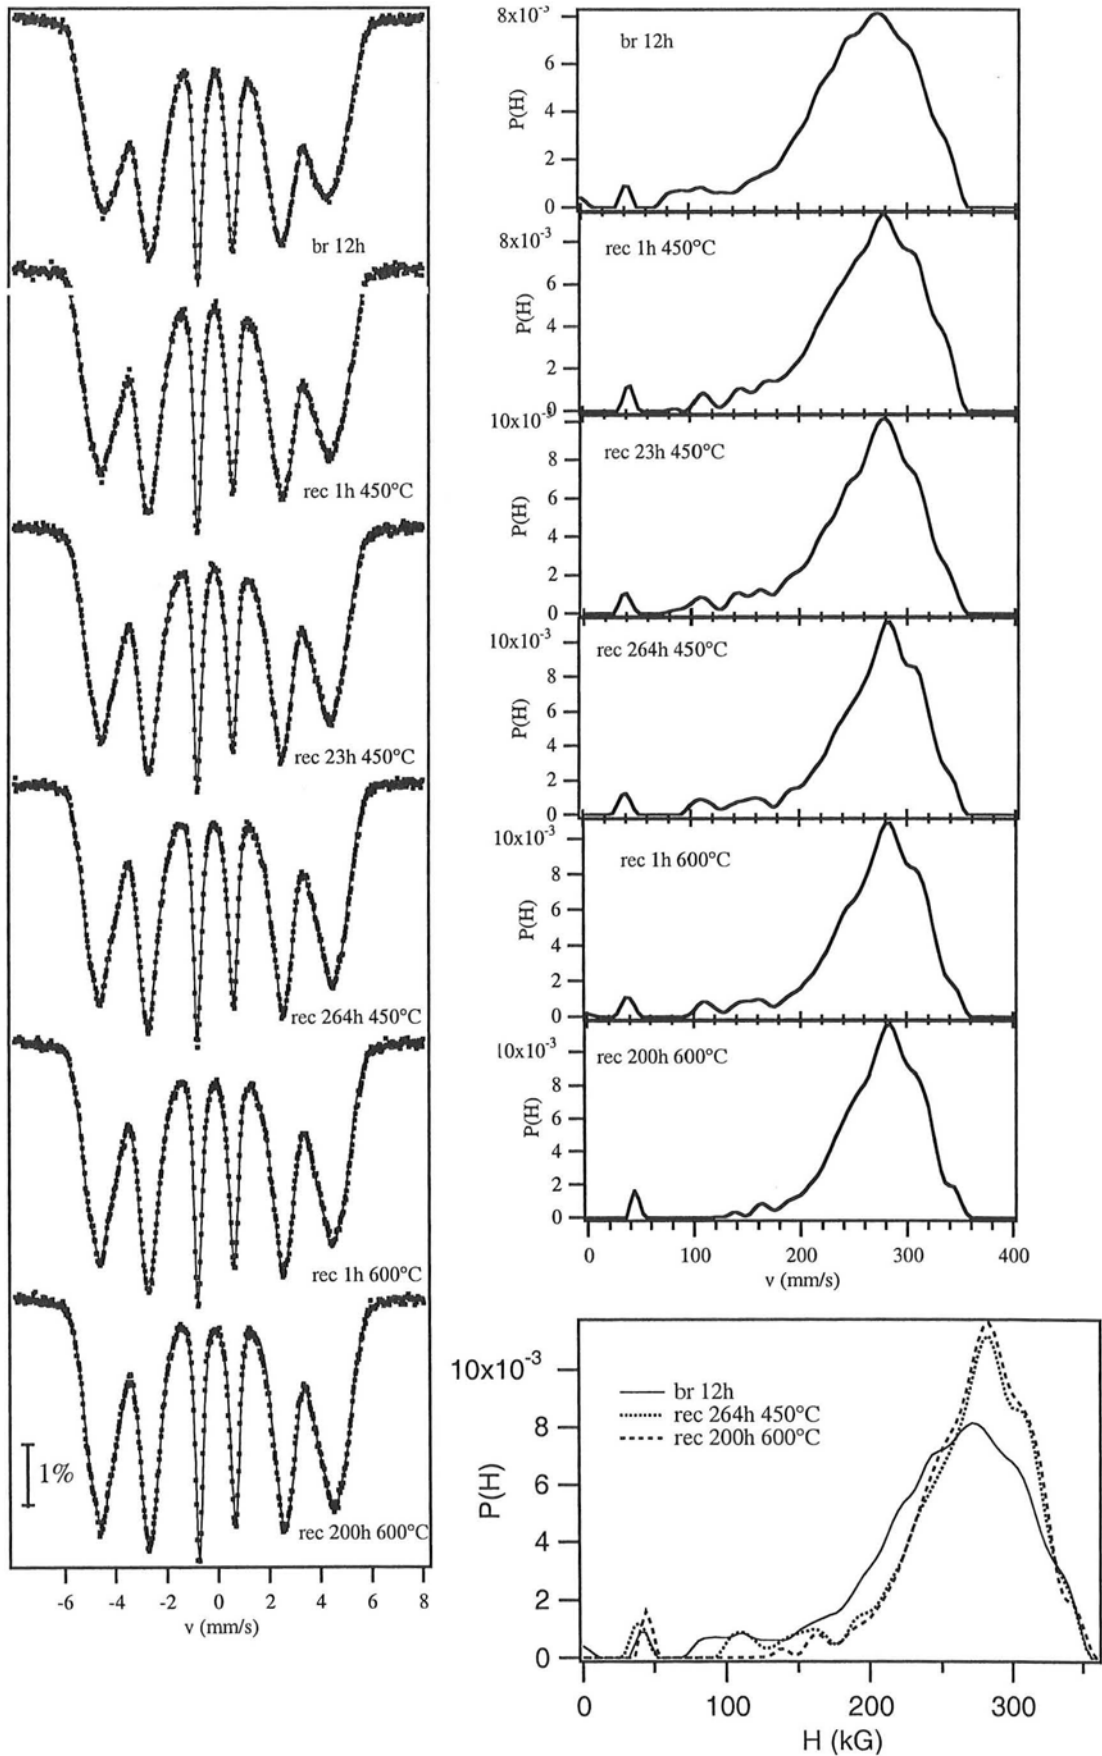 br 12h
rec 1h 450°C
rec 23h 450°C
rec 264h 450°C
rec 1h 600°C
1%
rec 200h 600°C
-6 -4 -2 0 2 4 6 8
v (mm/s)
8x10-3
br 12h
6
P(H)
4
2
0
8x10-3
rec 1h 450°C
6
P(H)
4
2
0
10x10-3
rec 23h 450°C
8
6
P(H)
4
2
0
10x10-3
rec 264h 450°C
8
6
P(H)
4
2
0
10x10-3
rec 1h 600°C
8
6
P(H)
4
2
0
10x10-3
rec 200h 600°C
8
6
P(H)
4
2
0
0 100 200 300 400
v (mm/s)
10x10-3
br 12h
rec 264h 450°C
rec 200h 600°C
8
P(H)
6
4
2
0
0 100 200 300
H (kG)